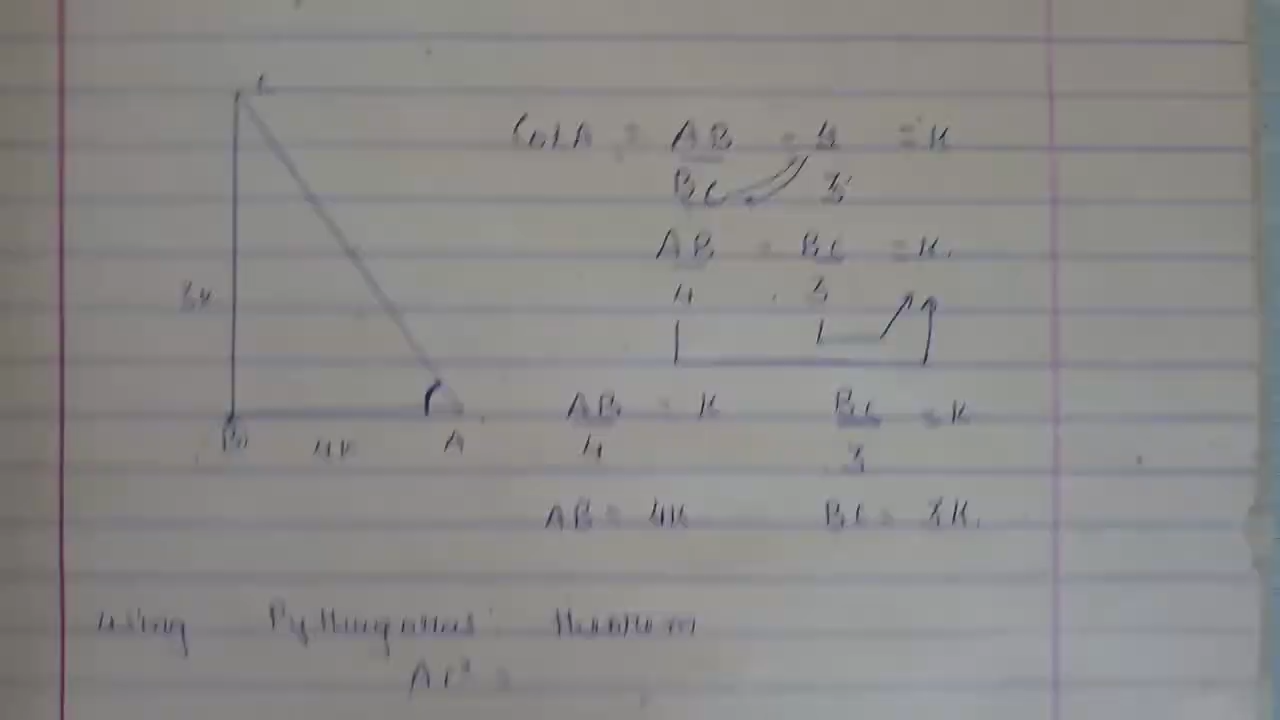 C
Cot A = AB = 4 = K
BC 3
AB = BC = K.
4 3
3K
AB = K BC = K
4 3
B 4K A
AB = 4K BC = 3K.
using Pythagoras' theorem
AC² =